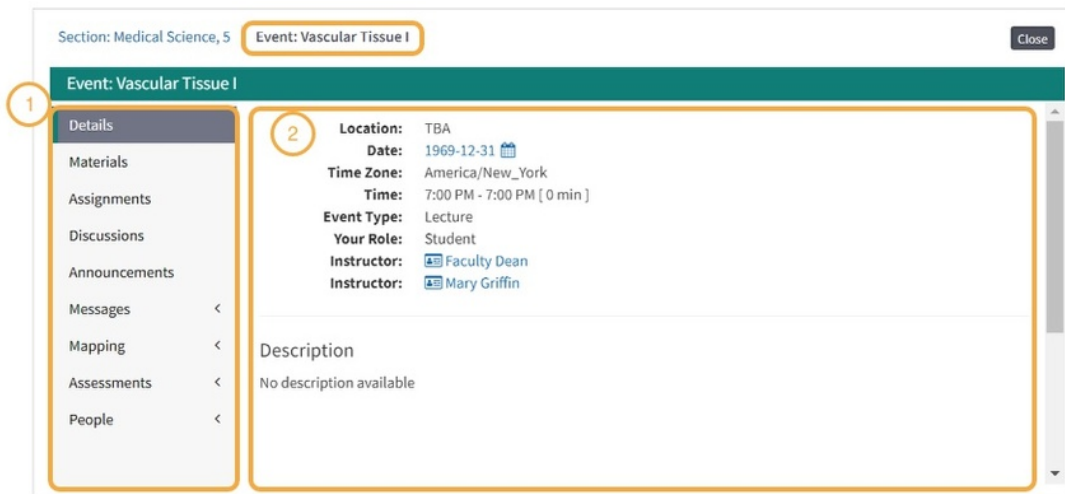 Section: Medical Science, 5 Event: Vascular Tissue I Close
Event: Vascular Tissue I
1
Details
Materials
Assignments
Discussions
Announcements
Messages <
Mapping <
Assessments <
People <
2
Location: TBA
Date: 1969-12-31
Time Zone: America/New_York
Time: 7:00 PM - 7:00 PM [ 0 min ]
Event Type: Lecture
Your Role: Student
Instructor: Faculty Dean
Instructor: Mary Griffin
Description
No description available